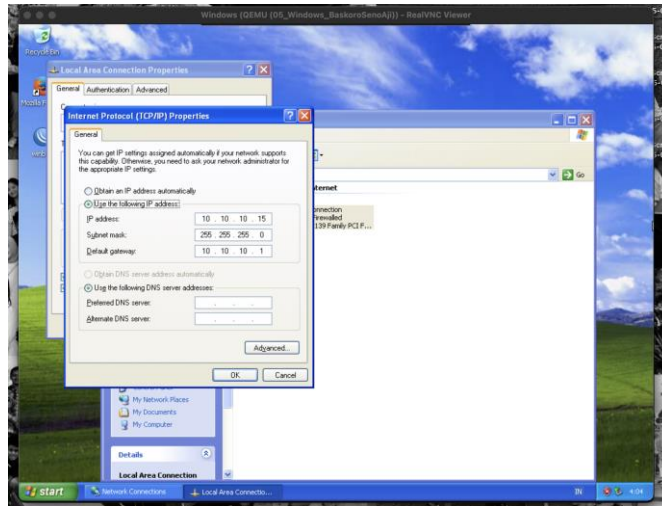 Windows (QEMU (05_Windows_BaskoroSenoAji)) - RealVNC Viewer
Recycle Bin
Local Area Connection Properties
General Authentication Advanced
Mozilla F
Internet Protocol (TCP/IP) Properties
General
You can get IP settings assigned automatically if your network supports
this capability. Otherwise, you need to ask your network administrator for
the appropriate IP settings.
Obtain an IP address automatically
Use the following IP address:
IP address: 10 . 10 . 10 . 15
Subnet mask: 255 . 255 . 255 . 0
Default gateway: 10 . 10 . 10 . 1
Obtain DNS server address automatically
Use the following DNS server addresses:
Preferred DNS server: . . .
Alternate DNS server: . . .
Advanced...
OK Cancel
Go
ternet
nnection
Firewalled
139 Family PCI F...
My Network Places
My Documents
My Computer
Details
Local Area Connection
start Network Connections Local Area Connectio... IN 4:04